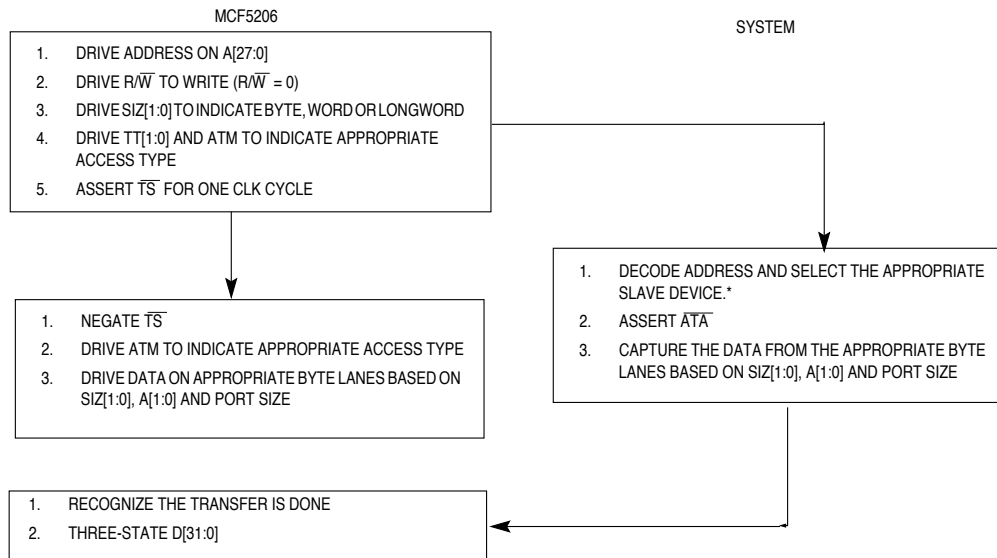 MCF5206
SYSTEM
1. DRIVE ADDRESS ON A[27:0]
2. DRIVE R/W̅ TO WRITE (R/W̅ = 0)
3. DRIVE SIZ[1:0] TO INDICATE BYTE, WORD OR LONGWORD
4. DRIVE TT[1:0] AND ATM TO INDICATE APPROPRIATE
ACCESS TYPE
5. ASSERT T̅S̅ FOR ONE CLK CYCLE
1. DECODE ADDRESS AND SELECT THE APPROPRIATE
SLAVE DEVICE.*
2. ASSERT A̅T̅A̅
3. CAPTURE THE DATA FROM THE APPROPRIATE BYTE
LANES BASED ON SIZ[1:0], A[1:0] AND PORT SIZE
1. NEGATE T̅S̅
2. DRIVE ATM TO INDICATE APPROPRIATE ACCESS TYPE
3. DRIVE DATA ON APPROPRIATE BYTE LANES BASED ON
SIZ[1:0], A[1:0] AND PORT SIZE
1. RECOGNIZE THE TRANSFER IS DONE
2. THREE-STATE D[31:0]